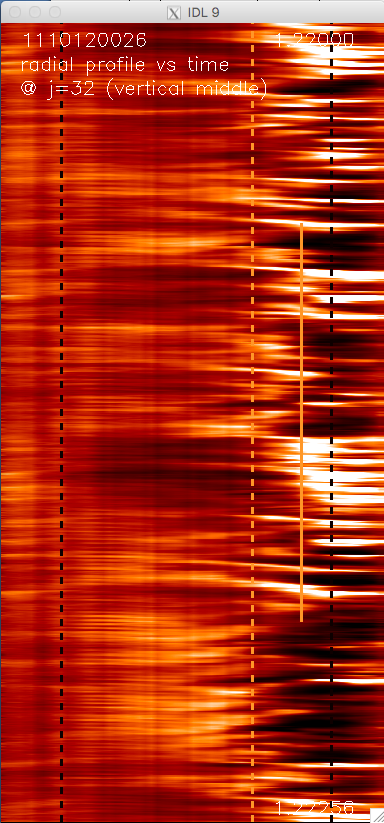 IDL 9
1110120026 1.22000
radial profile vs time
@ j=32 (vertical middle)
1.22256